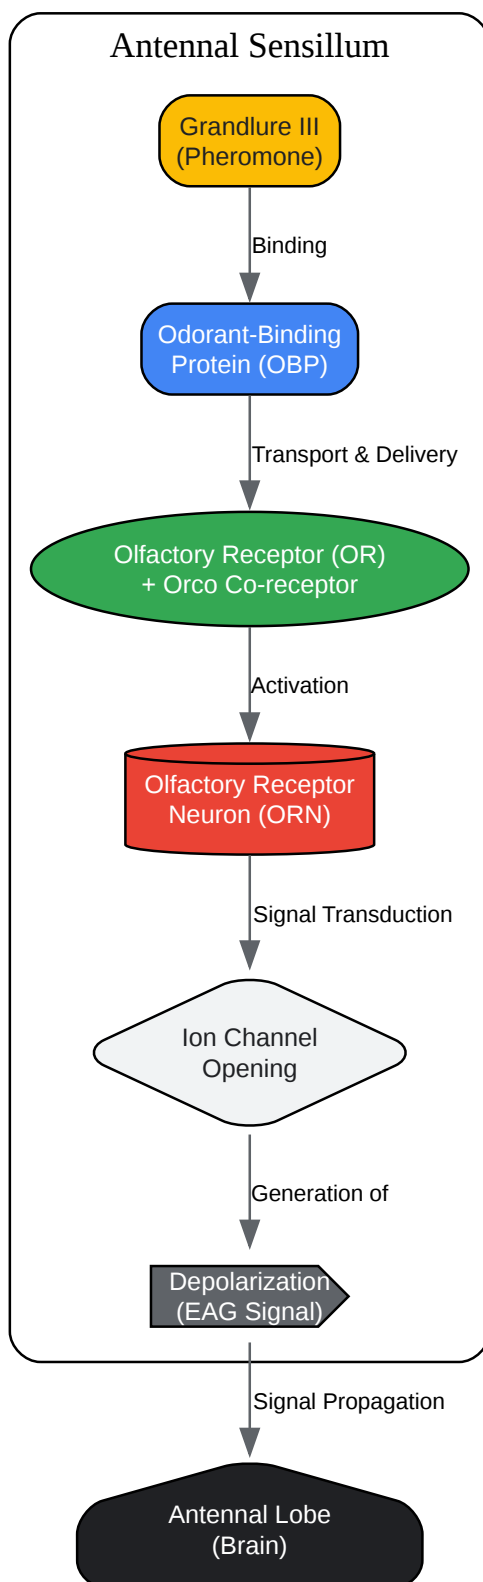 Antennal Sensillum
Grandlure III
(Pheromone)
Binding
Odorant-Binding
Protein (OBP)
Transport & Delivery
Olfactory Receptor (OR)
+ Orco Co-receptor
Activation
Olfactory Receptor
Neuron (ORN)
Signal Transduction
Ion Channel
Opening
Generation of
Depolarization
(EAG Signal)
Signal Propagation
Antennal Lobe
(Brain)